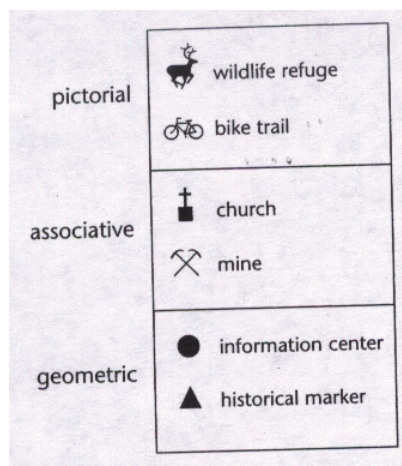 pictorial
wildlife refuge
bike trail
associative
church
mine
geometric
information center
historical marker